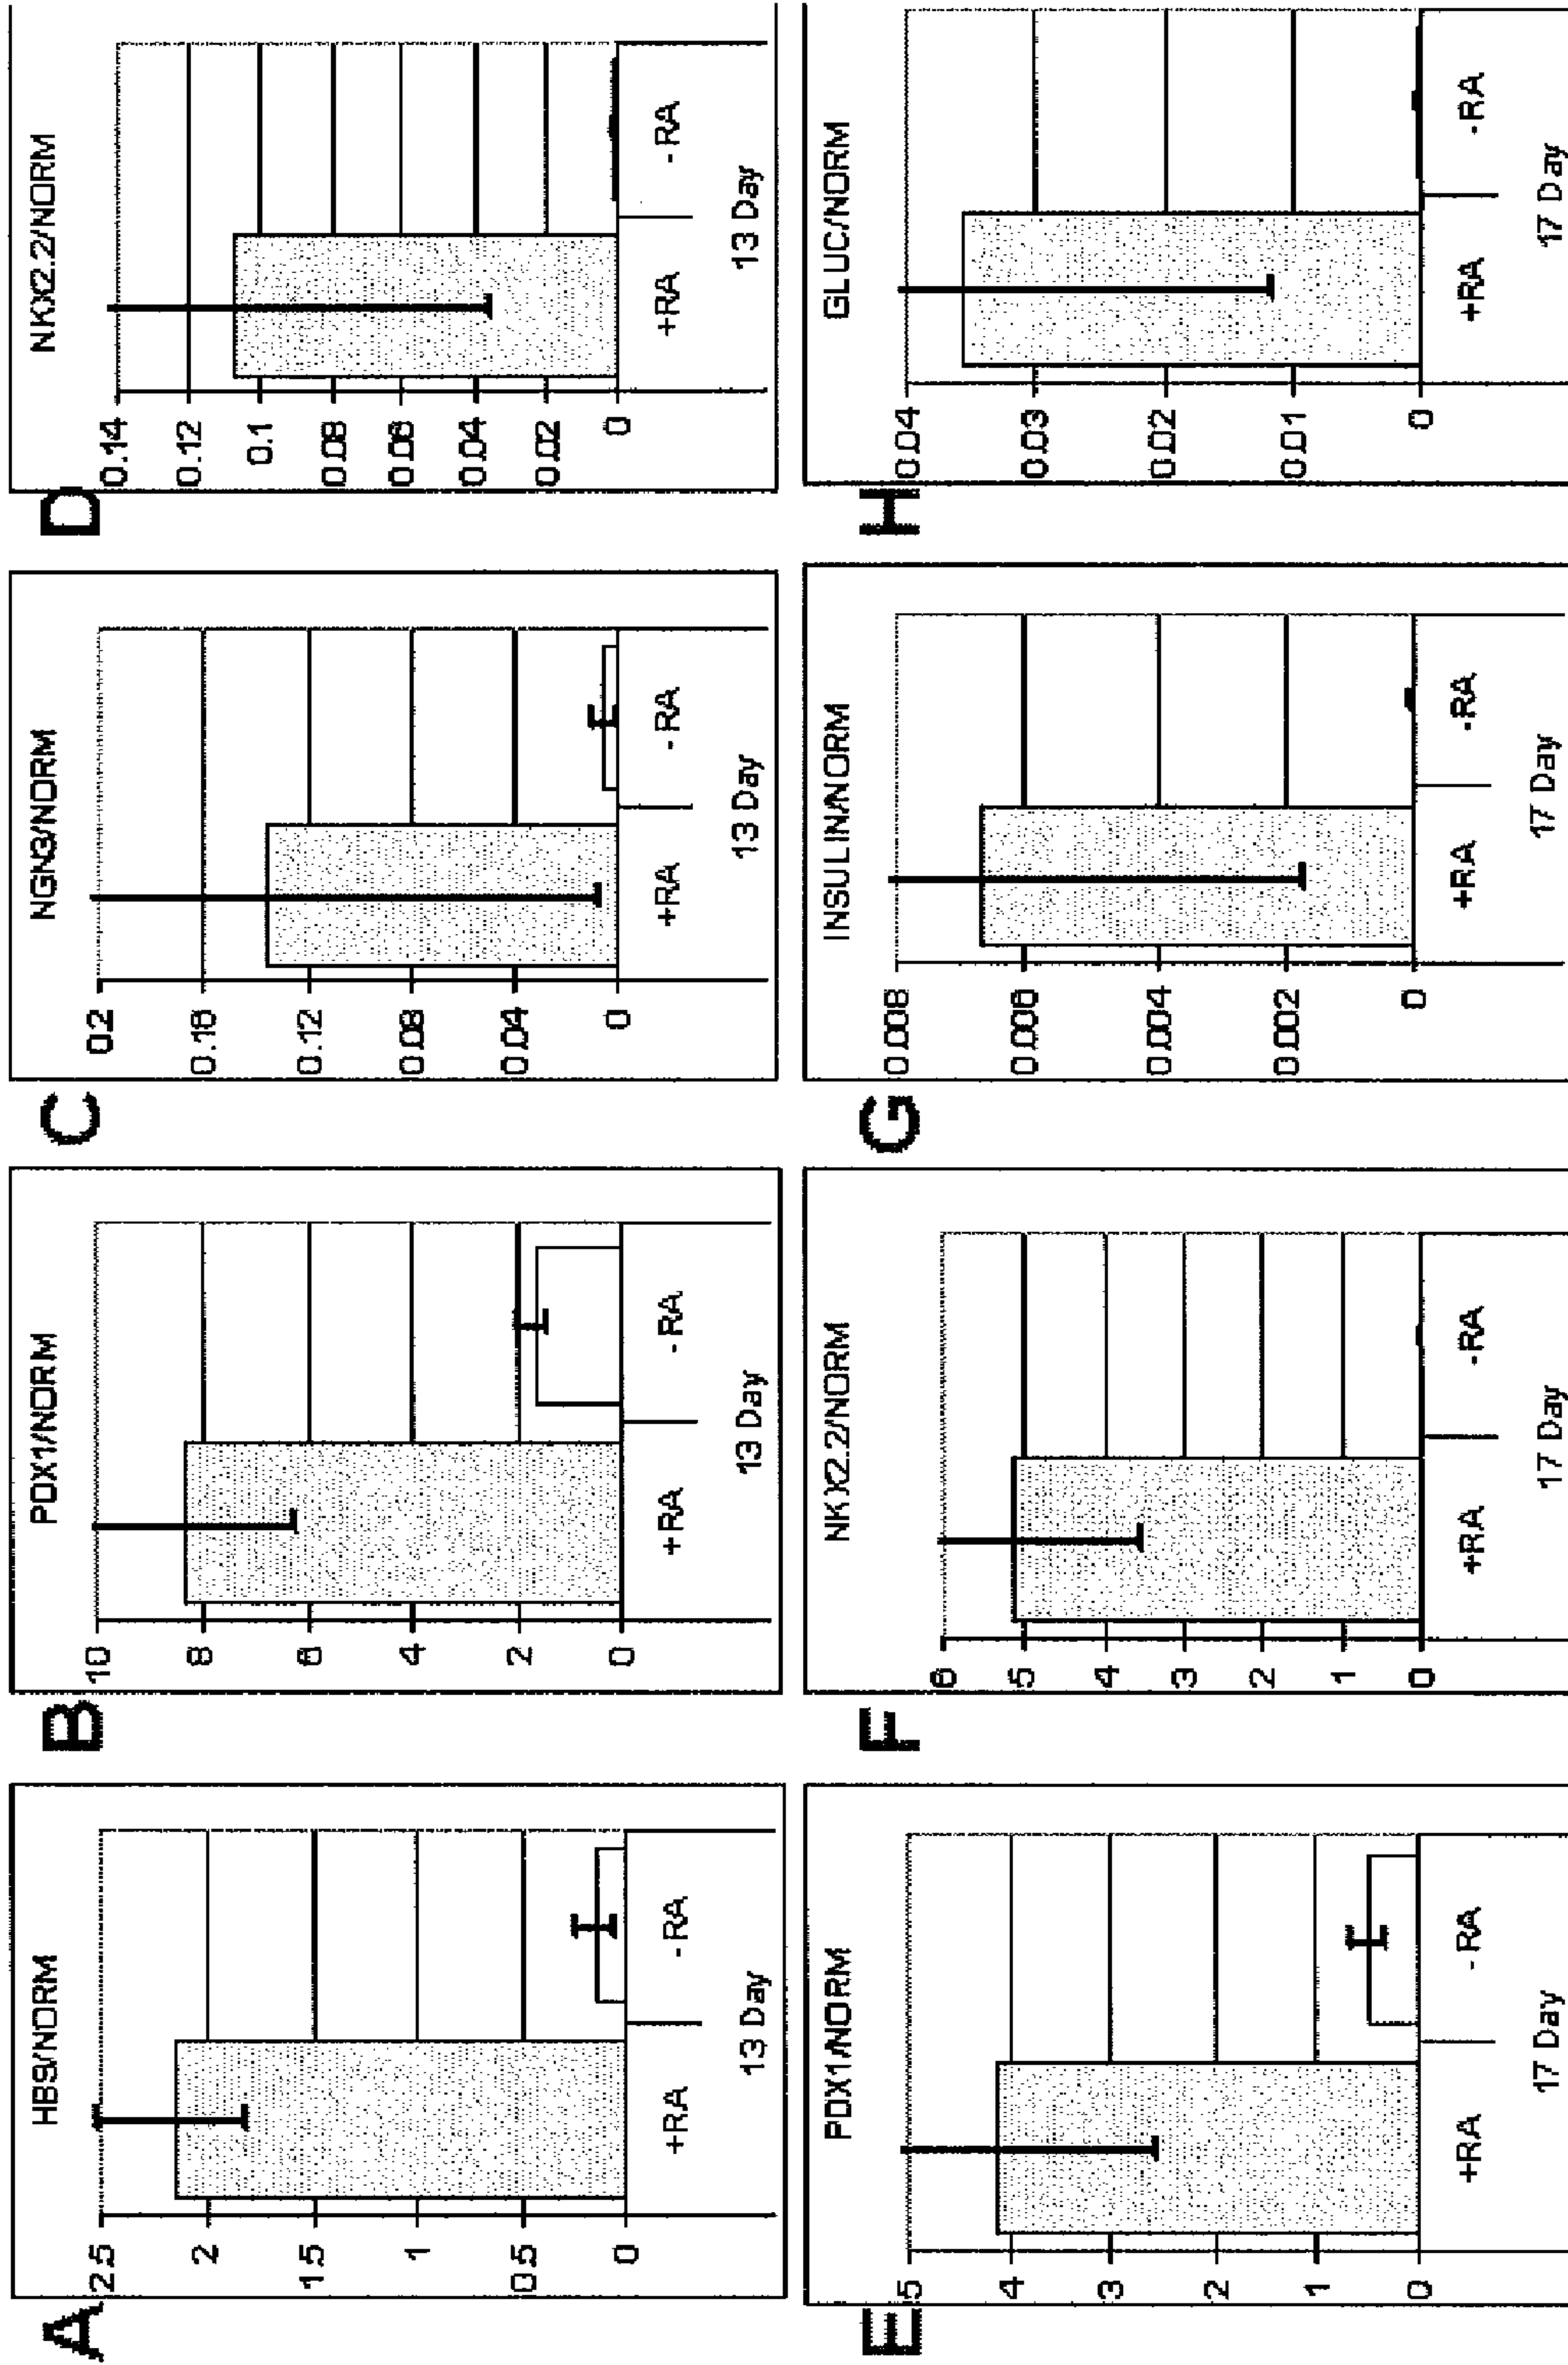 A
HB9/NORM
2.5
2
1.5
1
0.5
0
+RA
- RA
13 Day
B
PDX1/NORM
10
8
6
4
2
0
+RA
- RA
13 Day
C
NGN3/NORM
0.2
0.16
0.12
0.08
0.04
0
+RA
- RA
13 Day
D
NKX2.2/NORM
0.14
0.12
0.1
0.08
0.06
0.04
0.02
0
+RA
- RA
13 Day
E
PDX1/NORM
5
4
3
2
1
0
+RA
- RA
17 Day
F
NKX2.2/NORM
6
5
4
3
2
1
0
+RA
-RA
17 Day
G
INSULIN/NORM
0.008
0.006
0.004
0.002
0
+RA
-RA
17 Day
H
GLUC/NORM
0.04
0.03
0.02
0.01
0
+RA
-RA
17 Day